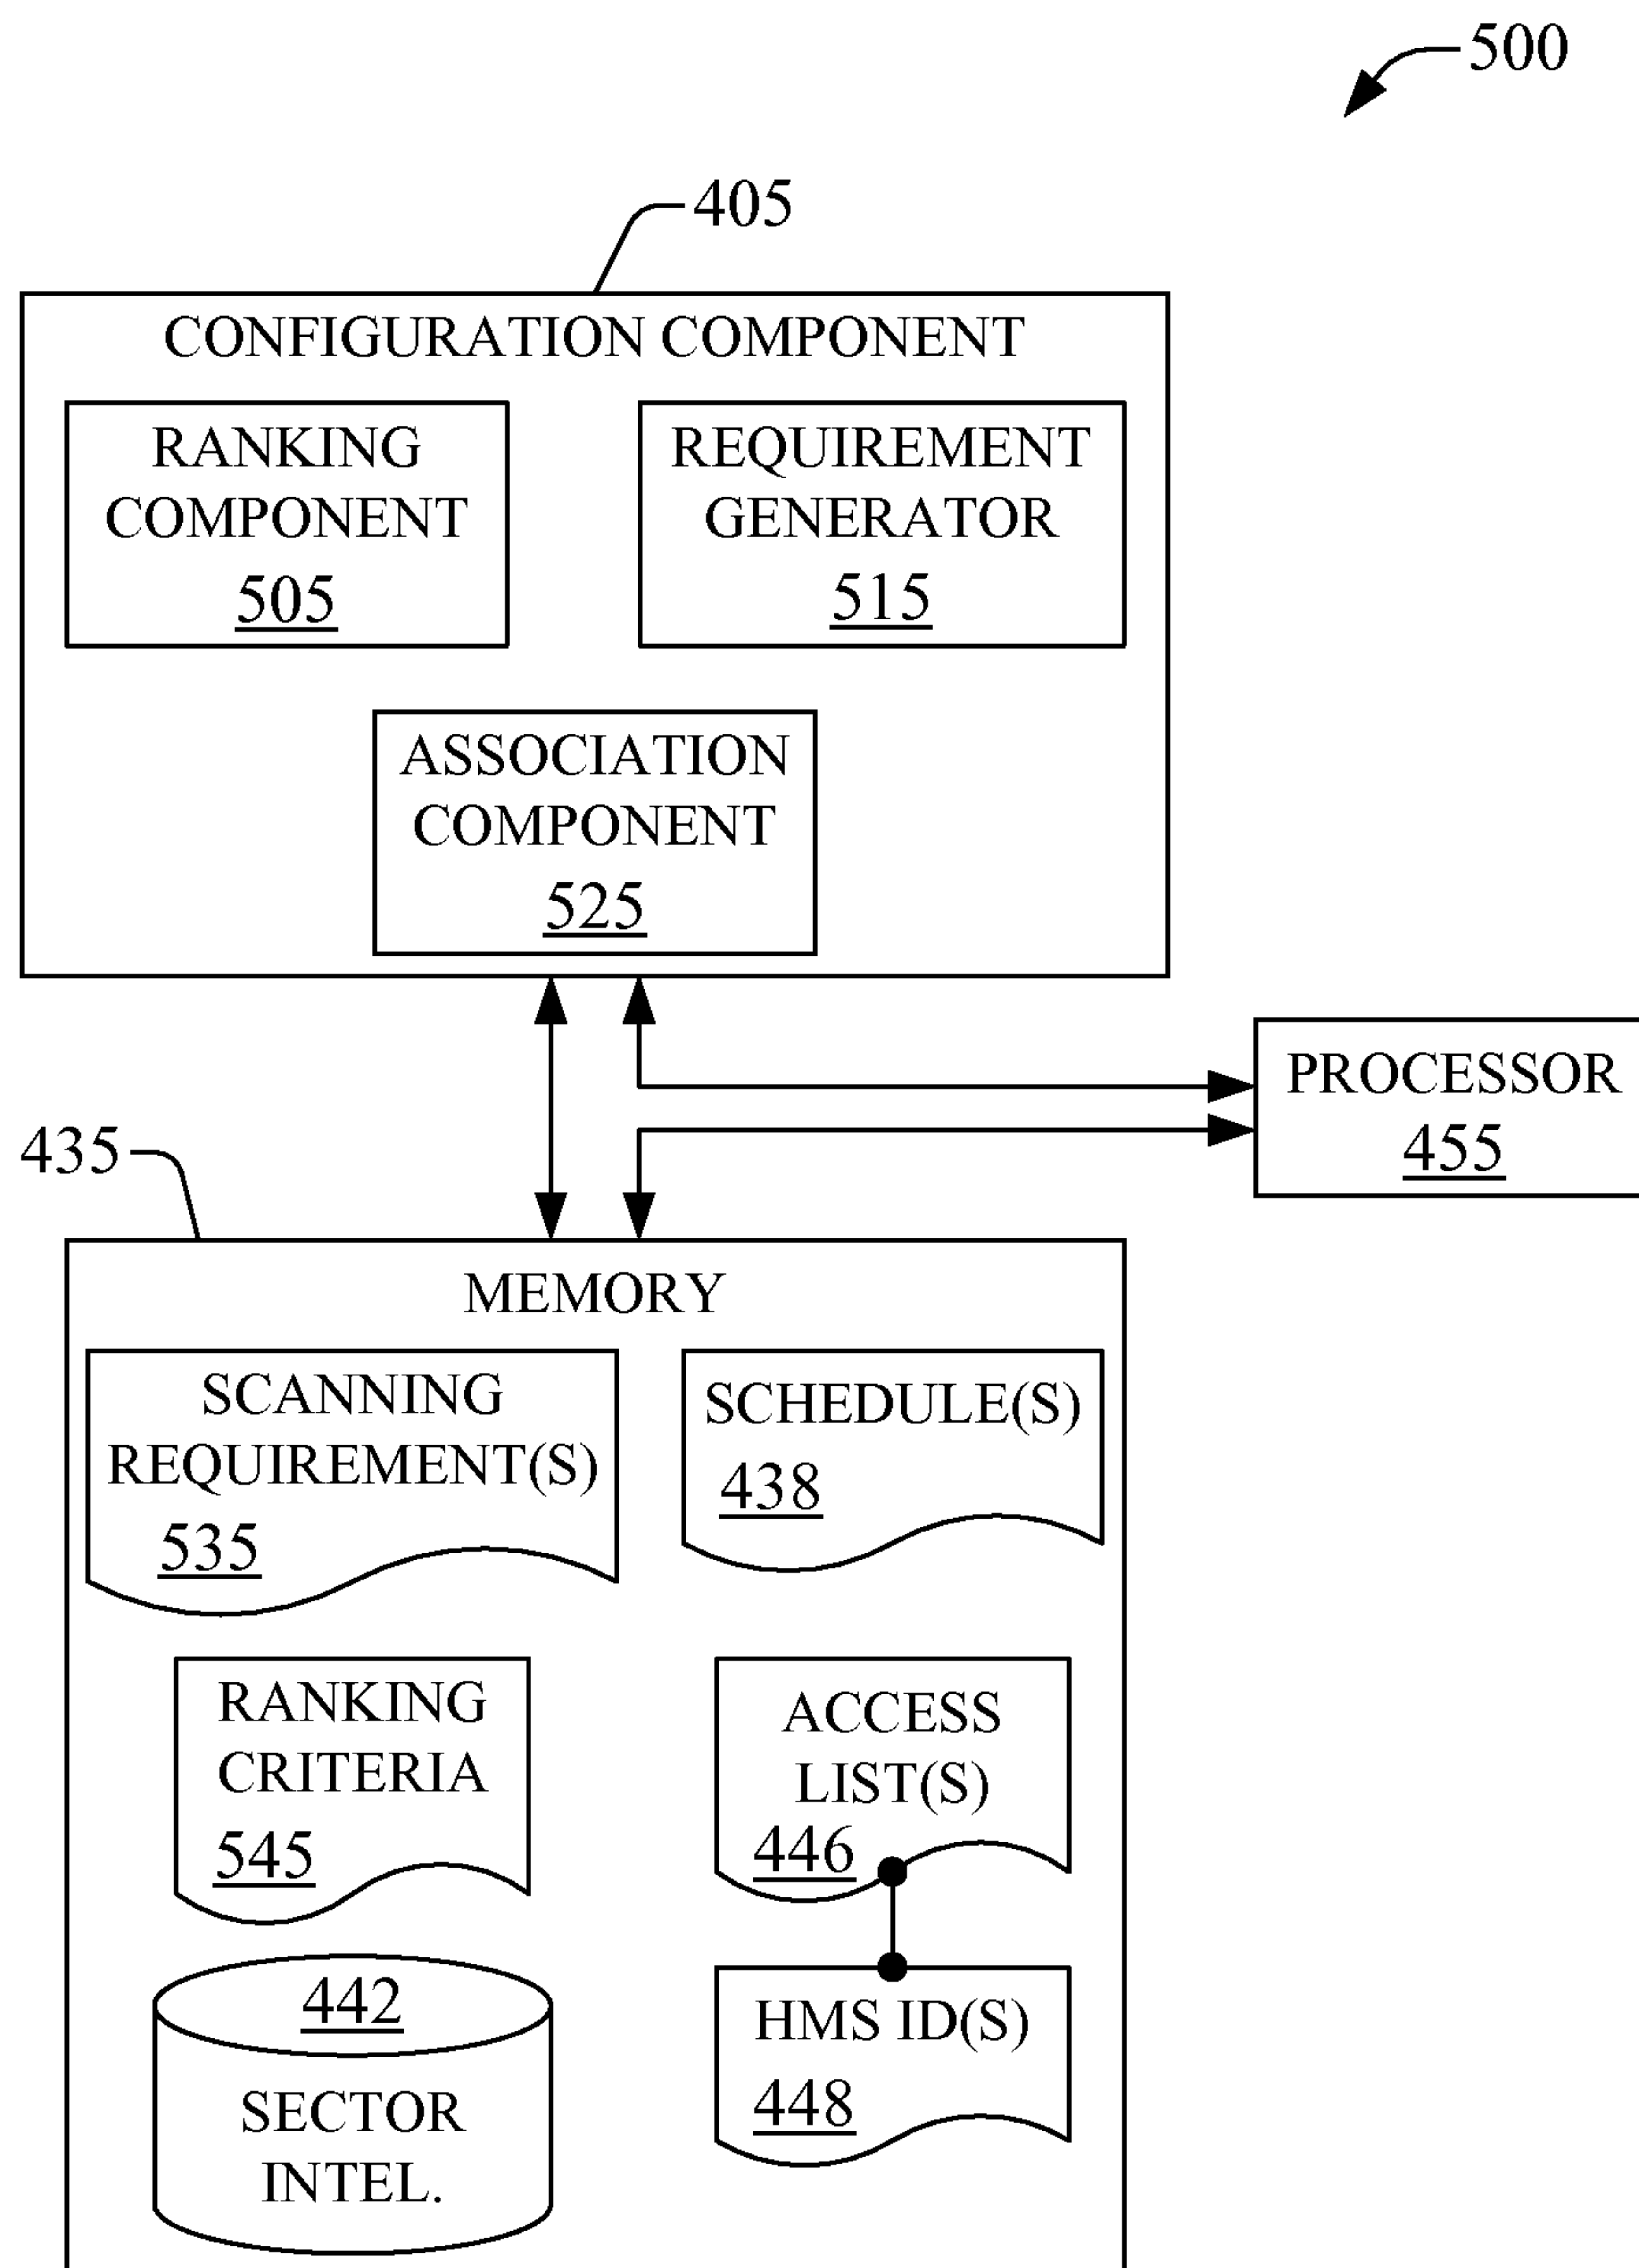 500
405
CONFIGURATION COMPONENT
RANKING
COMPONENT
505
REQUIREMENT
GENERATOR
515
ASSOCIATION
COMPONENT
525
PROCESSOR
455
435
MEMORY
SCANNING
REQUIREMENT(S)
535
SCHEDULE(S)
438
RANKING
CRITERIA
545
ACCESS
LIST(S)
446
442
SECTOR
INTEL.
HMS ID(S)
448